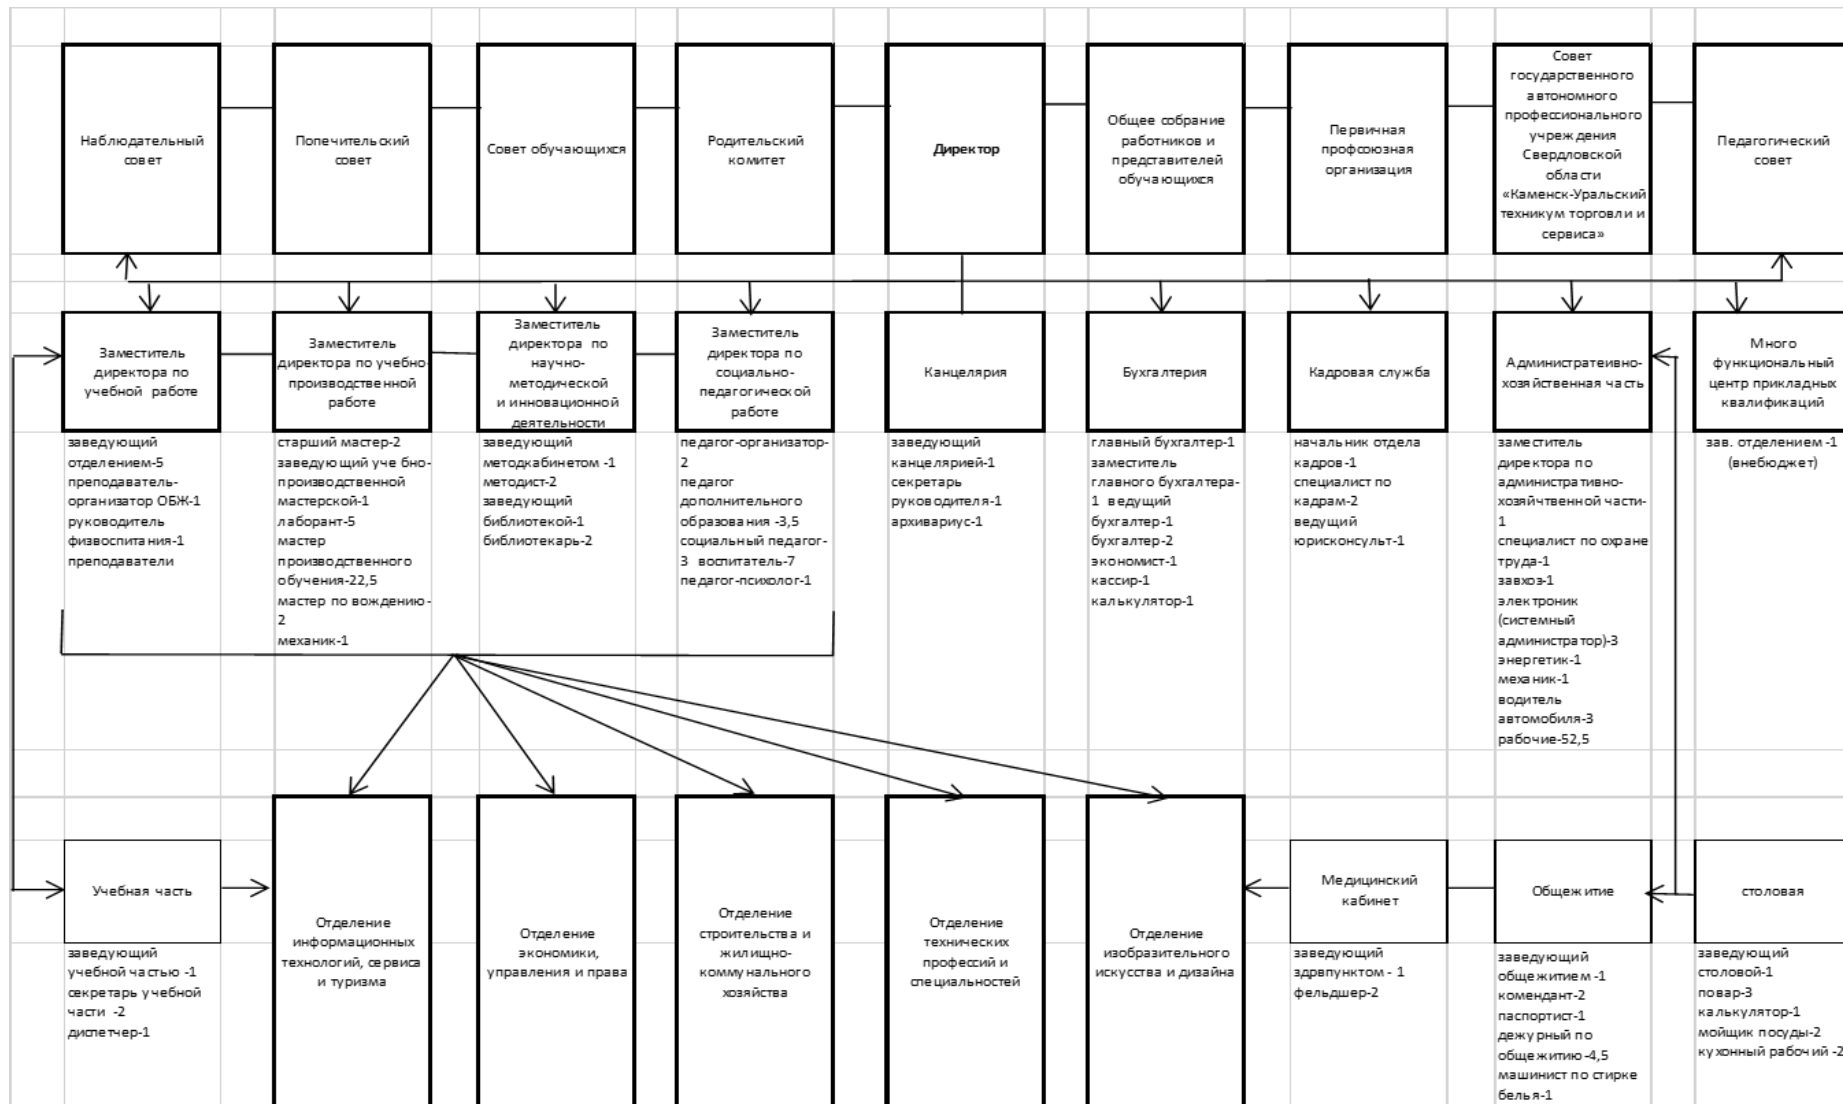 Наблюдательный
совет
Попечительский
совет
Совет обучающихся
Родительский
комитет
Директор
Общее собрание
работников и
представителей
обучающихся
Первичная
профсоюзная
организация
Совет
государственного
автономного
профессионального
учреждения
Свердловской
области
«Каменск-Уральский
техникум торговли и
сервиса»
Педагогический
совет
Заместитель
директора по
учебной работе
Заместитель
директора по учебно-
производственной
работе
Заместитель
директора по
научно-
методической
и инновационной
деятельности
Заместитель
директора по
социально-
педагогической
работе
Канцелярия
Бухгалтерия
Кадровая служба
Администратеивно-
хозяйственная часть
Много
функциональный
центр прикладных
квалификаций
заведующий
отделением-5
преподаватель-
организатор ОБЖ-1
руководитель
физвоспитания-1
преподаватели
старший мастер-2
заведующий уче бно-
производственной
мастерской-1
лаборант-5
мастер
производственного
обучения-22,5
мастер по вождению-
2
механик-1
заведующий
методкабинетом -1
методист-2
заведующий
библиотекой-1
библиотекарь-2
педагог-организатор-
2
педагог
дополнительного
образования -3,5
социальный педагог-
3 воспитатель-7
педагог-психолог-1
заведующий
канцелярией-1
секретарь
руководителя-1
архивариус-1
главный бухгалтер-1
заместитель
главного бухгалтера-
1 ведущий
бухгалтер-1
бухгалтер-2
экономист-1
кассир-1
калькулятор-1
начальник отдела
кадров-1
специалист по
кадрам-2
ведущий
юрисконсульт-1
заместитель
директора по
административно-
хозяйчтвенной части-
1
специалист по охране
труда-1
завхоз-1
электроник
(системный
администратор)-3
энергетик-1
механик-1
водитель
автомобиля-3
рабочие-52,5
зав. отделением -1
(внебюджет)
Учебная часть
Отделение
информационных
технологий, сервиса
и туризма
Отделение
экономики,
управления и права
Отделение
строительства и
жилищно-
коммунального
хозяйства
Отделение
технических
профессий и
специальностей
Отделение
изобразительного
искусства и дизайна
Медицинский
кабинет
Общежитие
столовая
заведующий
учебной частью -1
секретарь учебной
части -2
диспетчер-1
заведующий
здрвпунктом - 1
фельдшер-2
заведующий
общежитием -1
комендант-2
паспортист-1
дежурный по
общежитию-4,5
машинист по стирке
белья-1
заведующий
столовой-1
повар-3
калькулятор-1
мойщик посуды-2
кухонный рабочий -2